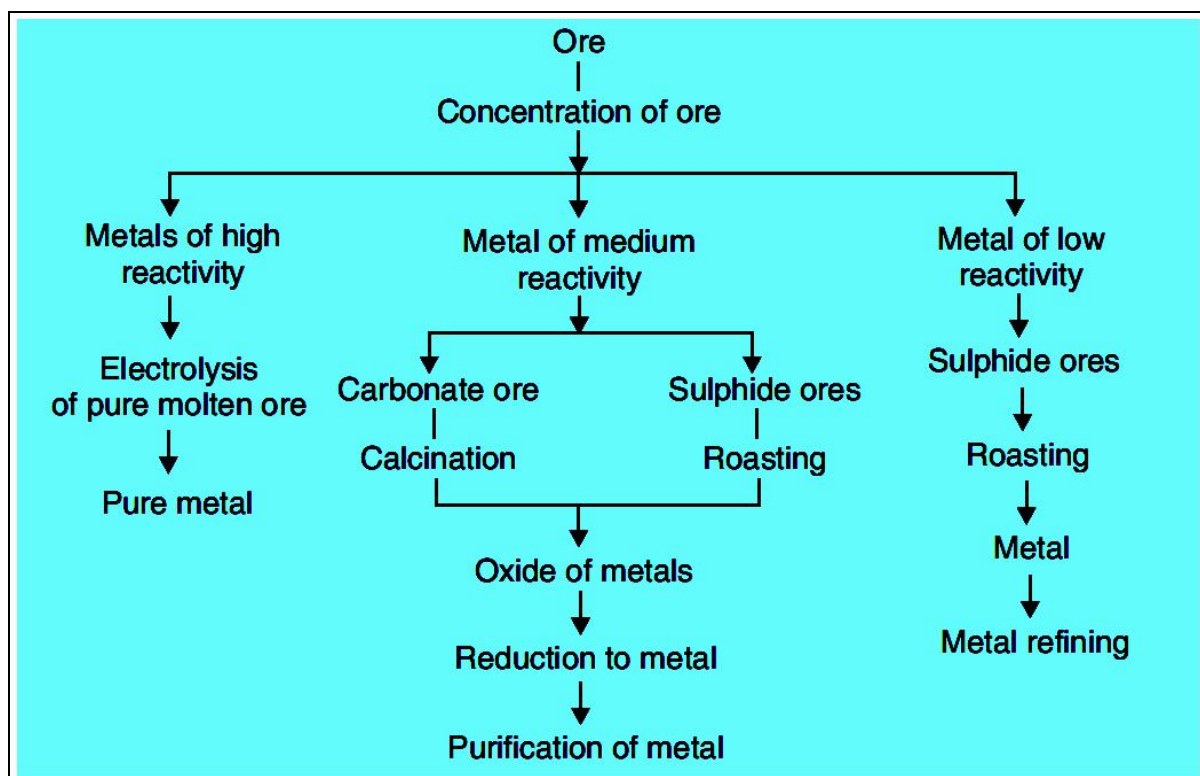 Ore
Concentration of ore
Metals of high
reactivity
Electrolysis
of pure molten ore
Pure metal
Metal of medium
reactivity
Carbonate ore
Calcination
Sulphide ores
Roasting
Oxide of metals
Reduction to metal
Purification of metal
Metal of low
reactivity
Sulphide ores
Roasting
Metal
Metal refining